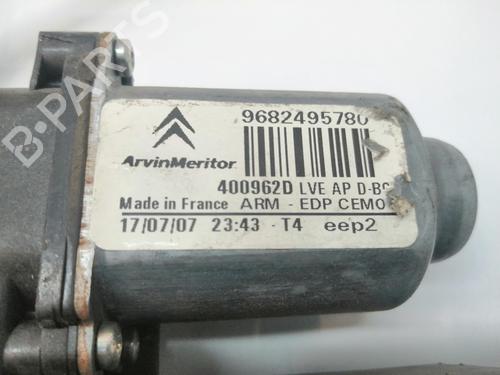 9682495780
ArvinMeritor
400962D LVE AP D-B
Made in France ARM - EDP CEMO
17/07/07 23:43 - T4 eep2
B-PARTS